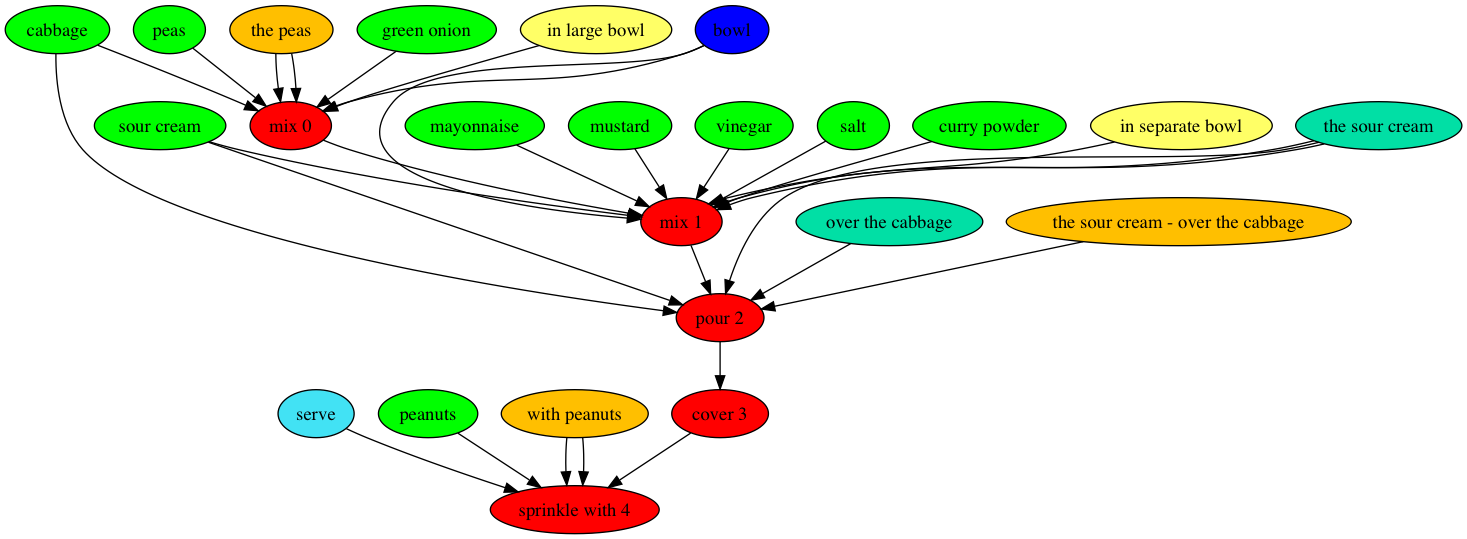 cabbage
peas
the peas
green onion
in large bowl
bowl
sour cream
mix 0
mayonnaise
mustard
vinegar
salt
curry powder
in separate bowl
the sour cream
mix 1
over the cabbage
the sour cream - over the cabbage
pour 2
serve
peanuts
with peanuts
cover 3
sprinkle with 4